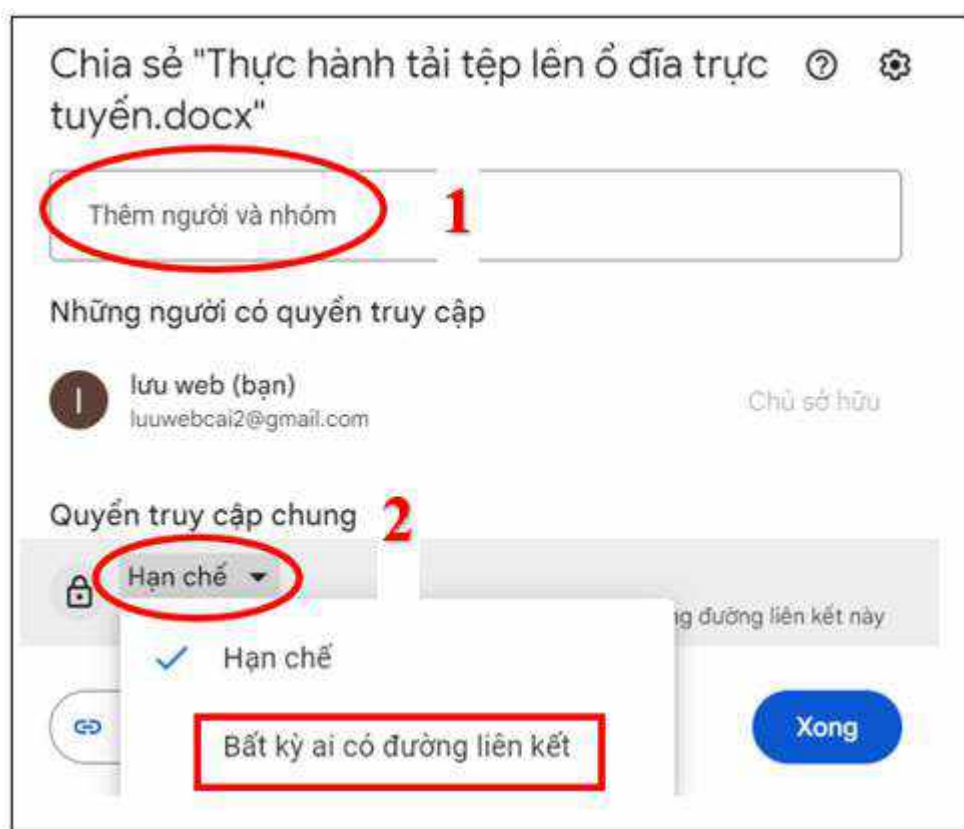 Chia sẻ "Thực hành tải tệp lên ổ đĩa trực
tuyến.docx"
Thêm người và nhóm
1
Những người có quyền truy cập
l
lưu web (bạn)
luuwebcai2@gmail.com
Chủ sở hữu
Quyền truy cập chung
2
Hạn chế
đường liên kết này
Hạn chế
Bất kỳ ai có đường liên kết
Xong